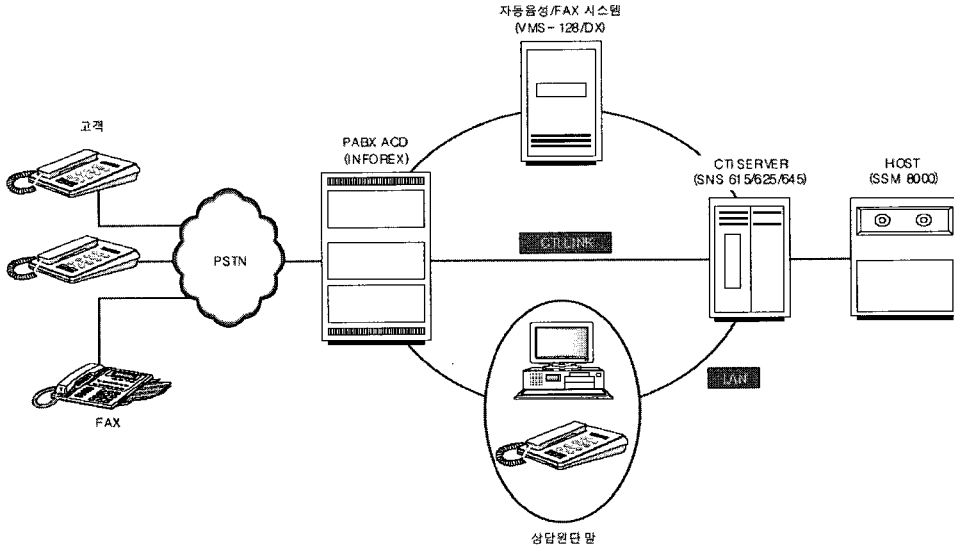 자동음성/FAX 시스템
(VMS - 128/DX)
고객
PABX ACD
(INFOREX)
CTI SERVER
(SNS 615/625/645)
HOST
(SSM 8000)
CTI LINK
PSTN
LAN
FAX
상담원단말